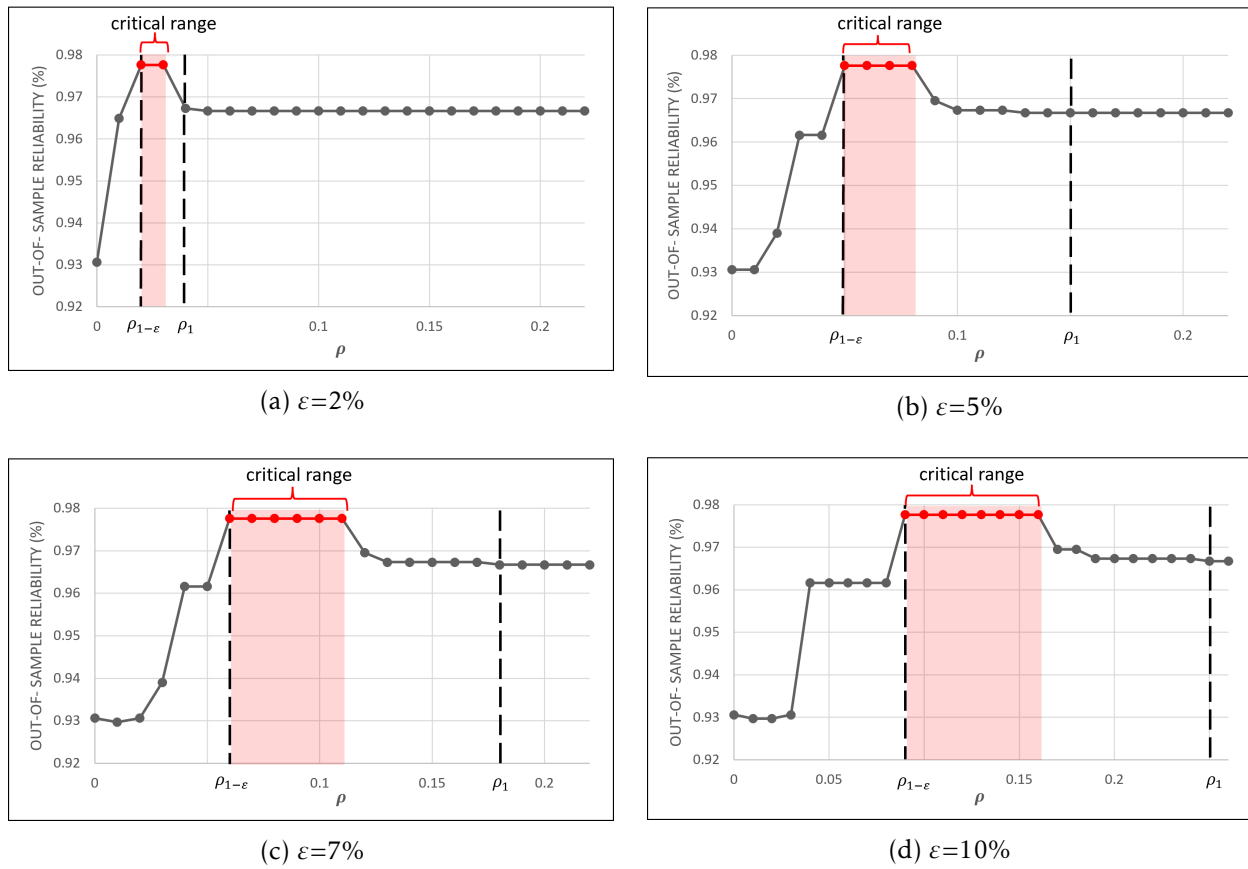 critical range
OUT-OF- SAMPLE RELIABILITY (%)
0.98
0.97
0.96
0.95
0.94
0.93
0.92
0
0.1
0.15
0.2
ρ1−ε
ρ1
ρ
(a) ε=2%
critical range
OUT-OF- SAMPLE RELIABILITY (%)
0.98
0.97
0.96
0.95
0.94
0.93
0.92
0
0.1
0.2
ρ1−ε
ρ1
ρ
(b) ε=5%
critical range
OUT-OF- SAMPLE RELIABILITY (%)
0.98
0.97
0.96
0.95
0.94
0.93
0.92
0
0.1
0.15
0.2
ρ1−ε
ρ1
ρ
(c) ε=7%
critical range
OUT-OF- SAMPLE RELIABILITY (%)
0.98
0.97
0.96
0.95
0.94
0.93
0.92
0
0.05
0.15
0.2
ρ1−ε
ρ1
ρ
(d) ε=10%